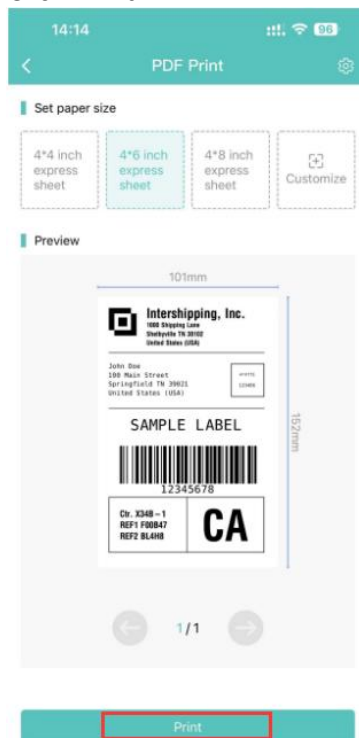 14:14
96
PDF Print
Set paper size
4*4 inch
express
sheet
4*6 inch
express
sheet
4*8 inch
express
sheet
Customize
Preview
101mm
Intershipping, Inc.
1000 Shipping Lane
Shelbyville TN 38102
United States (USA)
John Doe
100 Main Street
Springfield TN 39021
United States (USA)
SAMPLE LABEL
12345678
Ctr. X34B – 1
REF1 F00B47
REF2 BL4H8
CA
152mm
1/1
Print